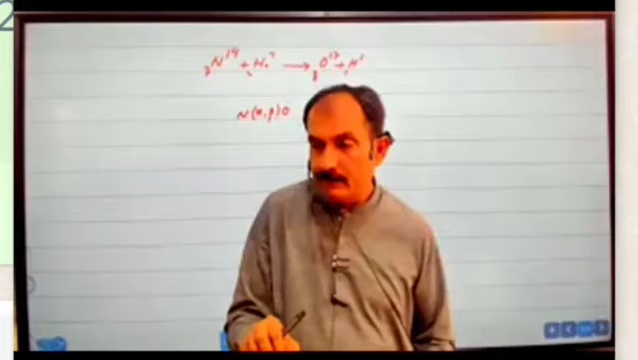 ₇N¹⁴ + ₂He⁴ ⟶ ₈O¹⁷ + ₁H¹
N(α,p)O